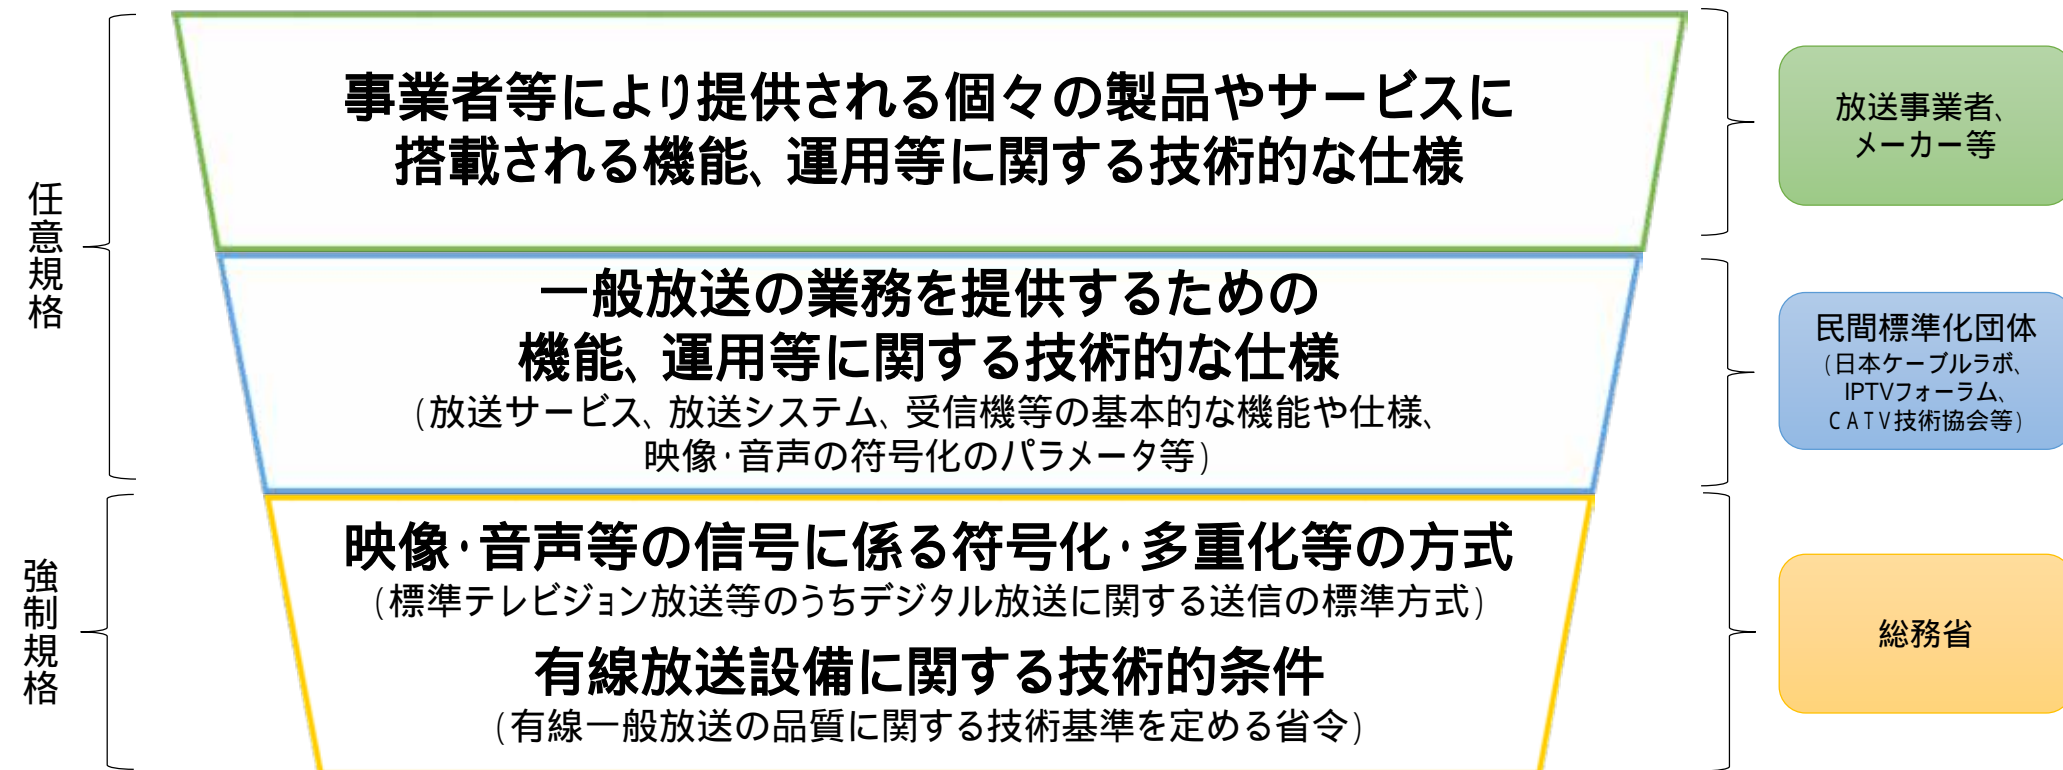 任意規格
事業者等により提供される個々の製品やサービスに
搭載される機能、運用等に関する技術的な仕様
放送事業者、
メーカー等
一般放送の業務を提供するための
機能、運用等に関する技術的な仕様
(放送サービス、放送システム、受信機等の基本的な機能や仕様、
映像・音声の符号化のパラメータ等)
民間標準化団体
(日本ケーブルラボ、
IPTVフォーラム、
CATV技術協会等)
強制規格
映像・音声等の信号に係る符号化・多重化等の方式
(標準テレビジョン放送等のうちデジタル放送に関する送信の標準方式)
有線放送設備に関する技術的条件
(有線一般放送の品質に関する技術基準を定める省令)
総務省